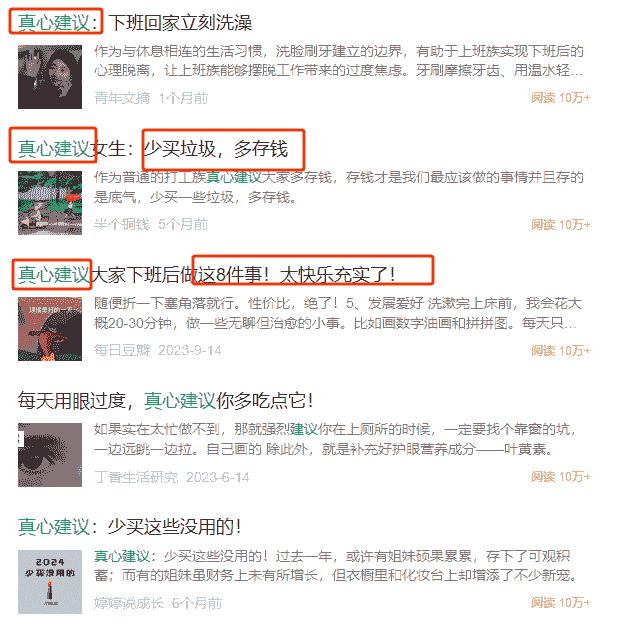 真心建议：下班回家立刻洗澡
作为与休息相连的生活习惯，洗脸刷牙建立的边界，有助于上班族实现下班后的
心理脱离，让上班族能够摆脱工作带来的过度焦虑。牙刷摩擦牙齿、用温水轻…
青年文摘 1个月前
阅读 10万+
真心建议女生：少买垃圾，多存钱
作为普通的打工族真心建议大家多存钱，存钱才是我们最应该做的事情并且存的
是底气，少买一些垃圾，多存钱。
半个铜钱 5个月前
阅读 10万+
真心建议大家下班后做这8件事！太快乐充实了！
随便折一下塞角落就行。性价比，绝了！5、发展爱好 洗漱完上床前，我会花大
概20-30分钟，做一些无聊但治愈的小事。比如画数字油画和拼拼图。每天只…
每日豆瓣 2023-9-14
阅读 10万+
每天用眼过度，真心建议你多吃点它！
如果实在太忙做不到，那就强烈建议你在上厕所的时候，一定要找个靠窗的坑，
一边远眺一边拉。自己画的 除此外，就是补充好护眼营养成分——叶黄素。
丁香生活研究 2023-6-14
阅读 10万+
真心建议：少买这些没用的！
真心建议：少买这些没用的！过去一年，或许有姐妹硕果累累，存下了可观积
2024
少买没用的
蓄；而有的姐妹虽财务上未有所增长，但衣橱里和化妆台上却增添了不少新宠。
婷婷说成长 6个月前
阅读 10万+